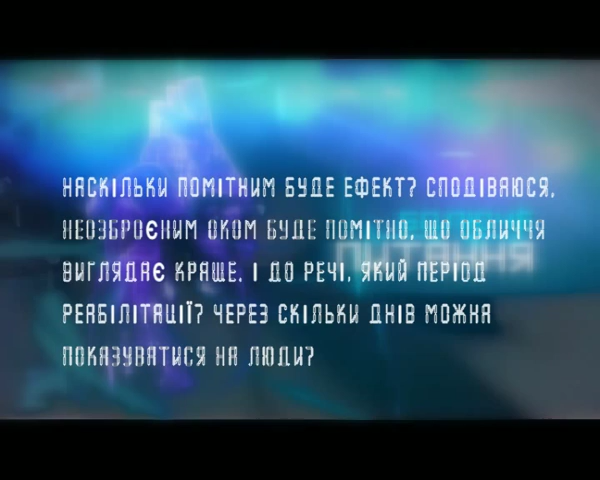 НАСКІЛЬКИ ПОМІТНИМ БУДЕ ЕФЕКТ? СПОДІВАЮСЯ,
НЕОЗБРОЄНИМ ОКОМ БУДЕ ПОМІТНО, ЩО ОБЛИЧЧЯ
ВИГЛЯДАЄ КРАЩЕ. І ДО РЕЧІ, ЯКИЙ ПЕРІОД
РЕАБІЛІТАЦІЇ? ЧЕРЕЗ СКІЛЬКИ ДНІВ МОЖНА
ПОКАЗУВАТИСЯ НА ЛЮДИ?
ПИТАННЯ